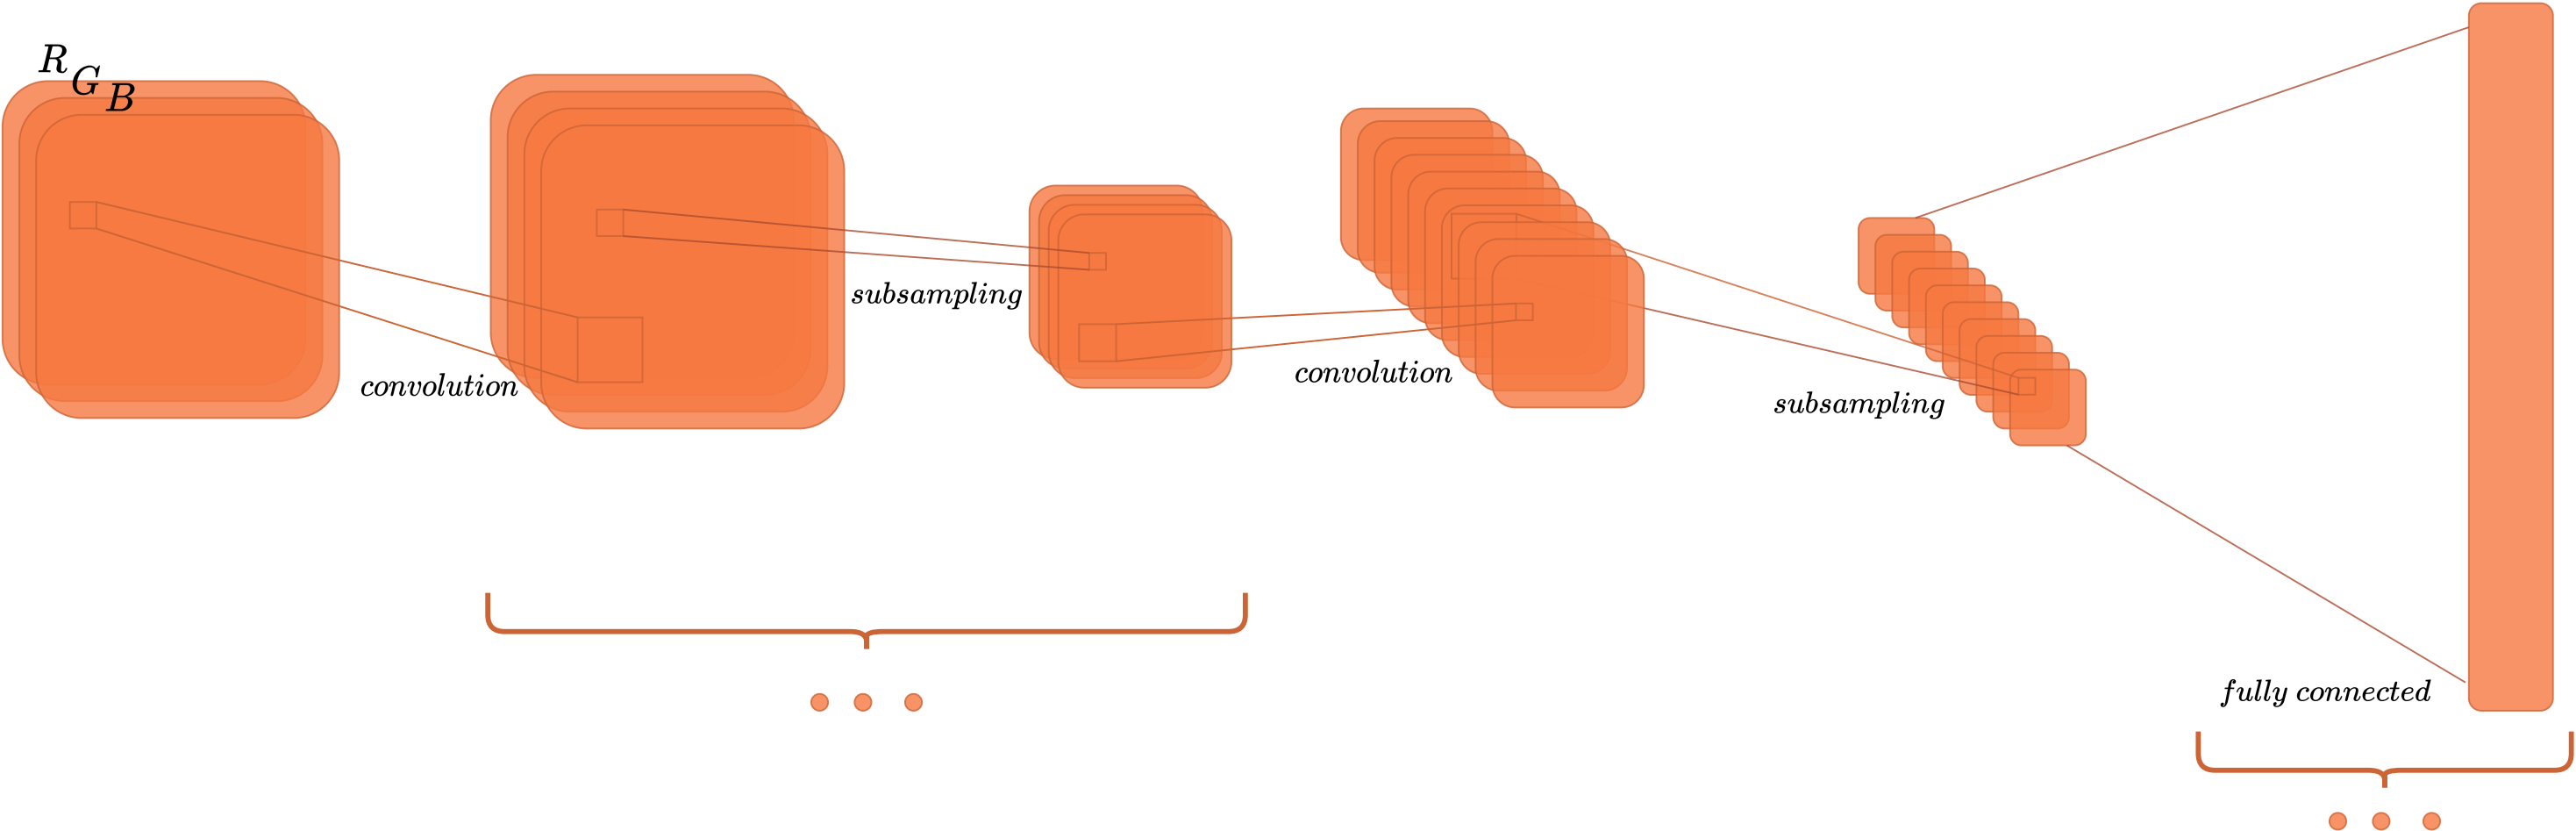 R
G
B
convolution
subsampling
convolution
subsampling
fully connected